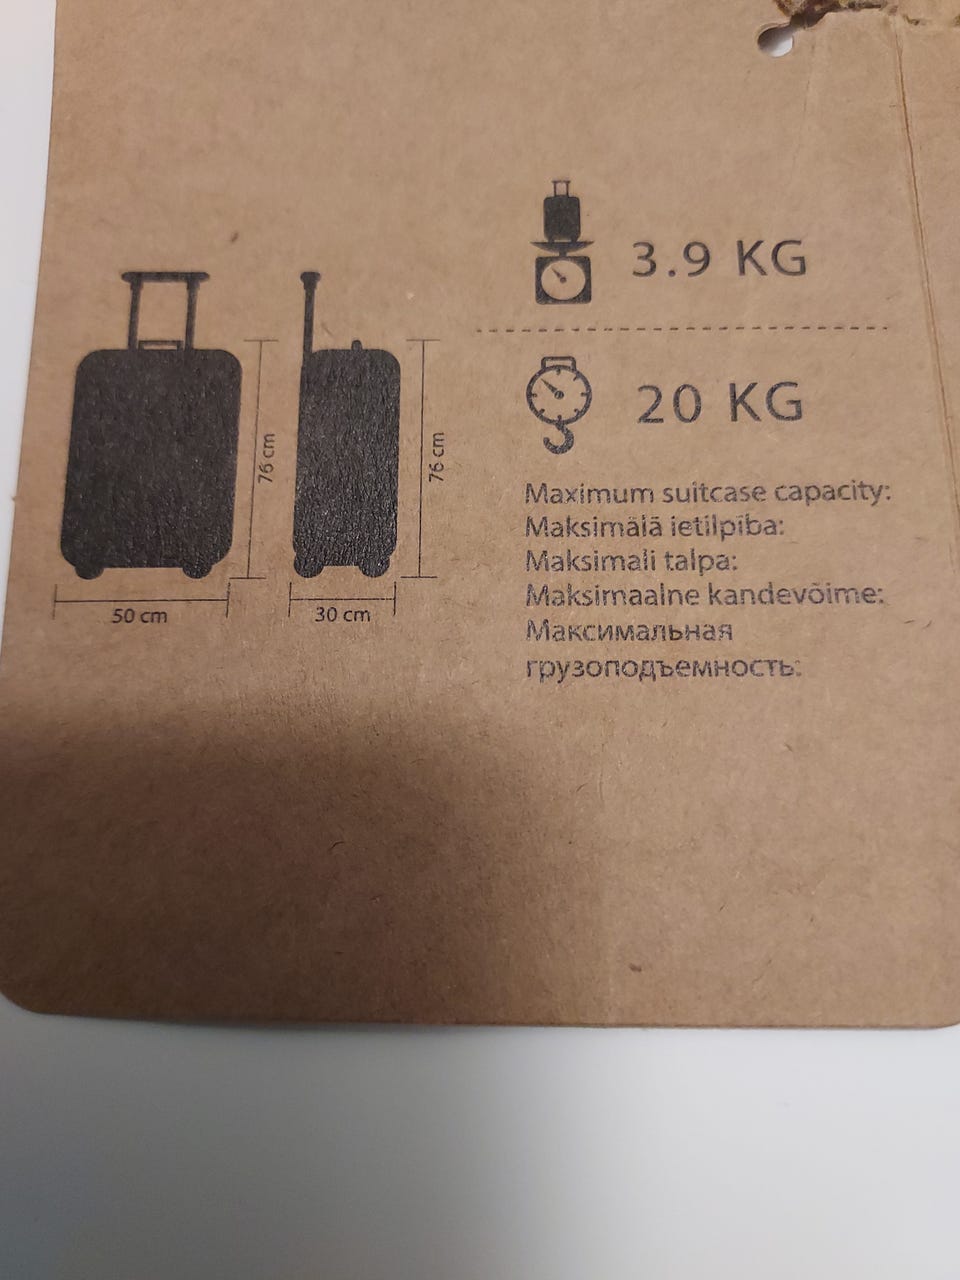 3.9 KG
20 KG
76 cm
76 cm
50 cm
30 cm
Maximum suitcase capacity:
Maksimālā ietilpība:
Maksimali talpa:
Maksimaalne kandevõime:
Максимальная
грузоподъемность: